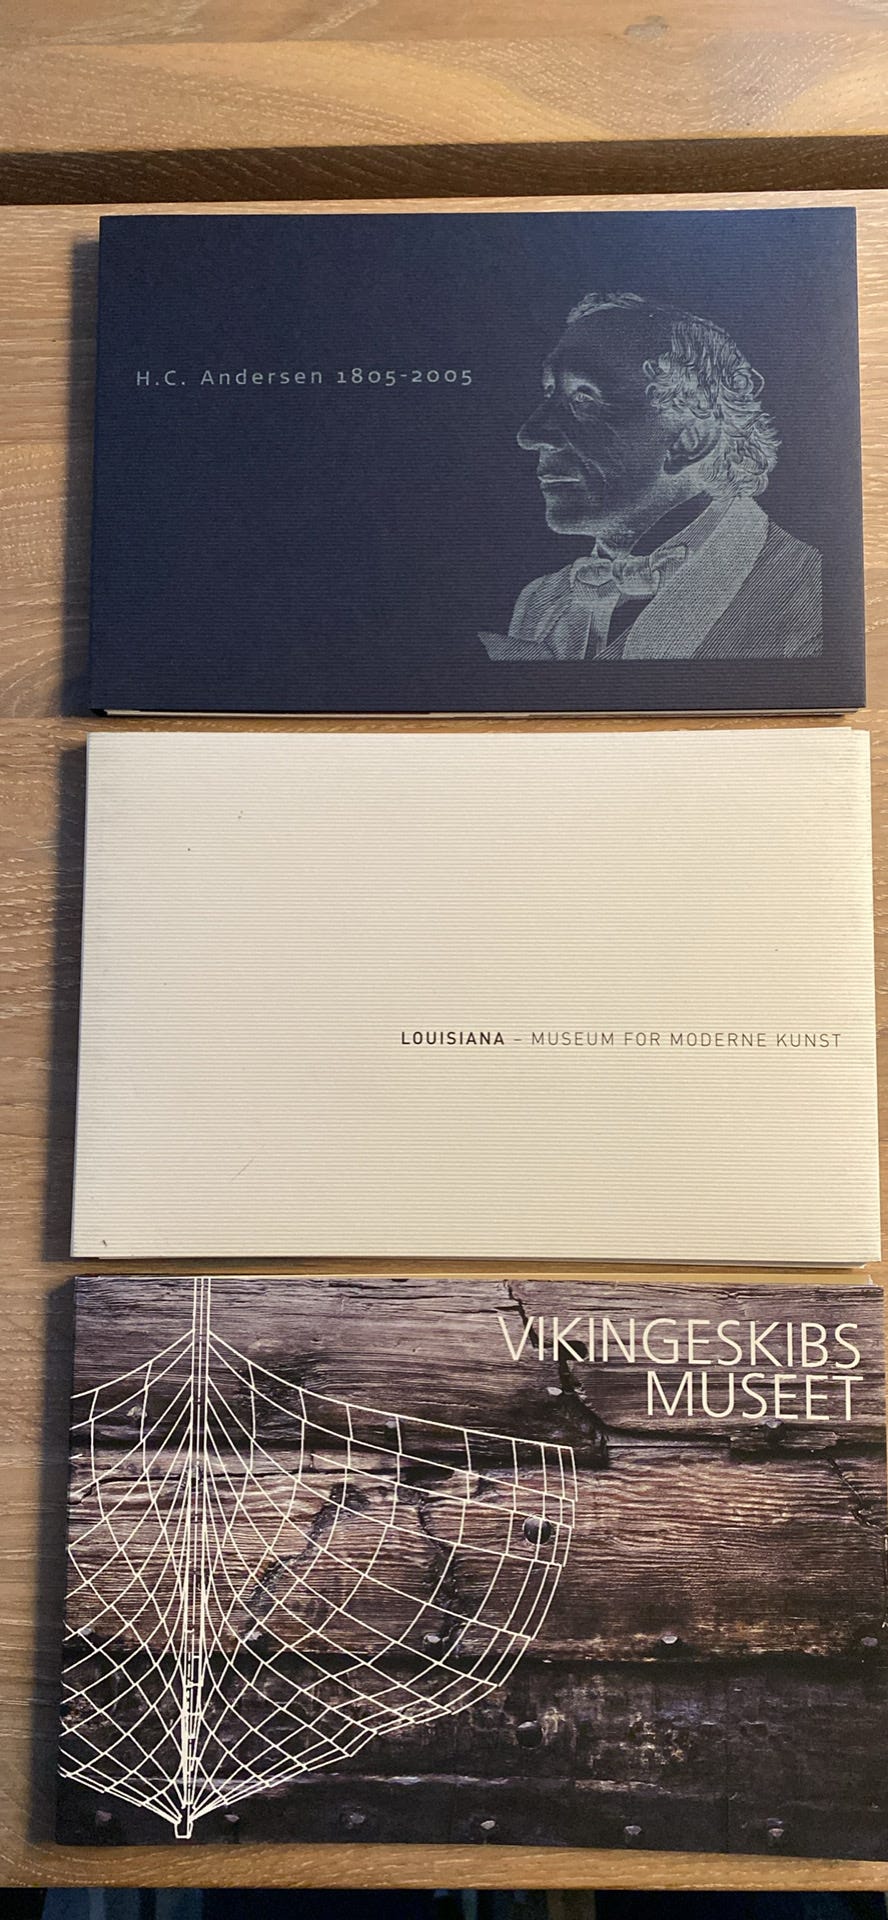 H.C. Andersen 1805-2005
LOUISIANA – MUSEUM FOR MODERNE KUNST
VIKINGESKIBS
MUSEET